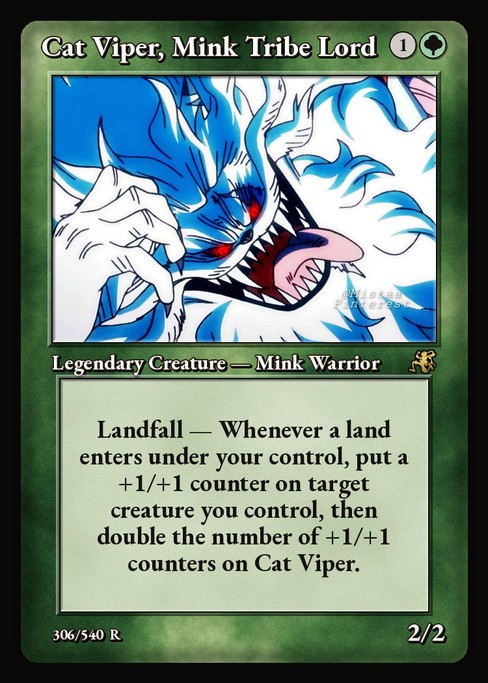 Cat Viper, Mink Tribe Lord 1
@Mistaa
Pinterest
Legendary Creature — Mink Warrior
Landfall — Whenever a land
enters under your control, put a
+1/+1 counter on target
creature you control, then
double the number of +1/+1
counters on Cat Viper.
306/540 R 2/2